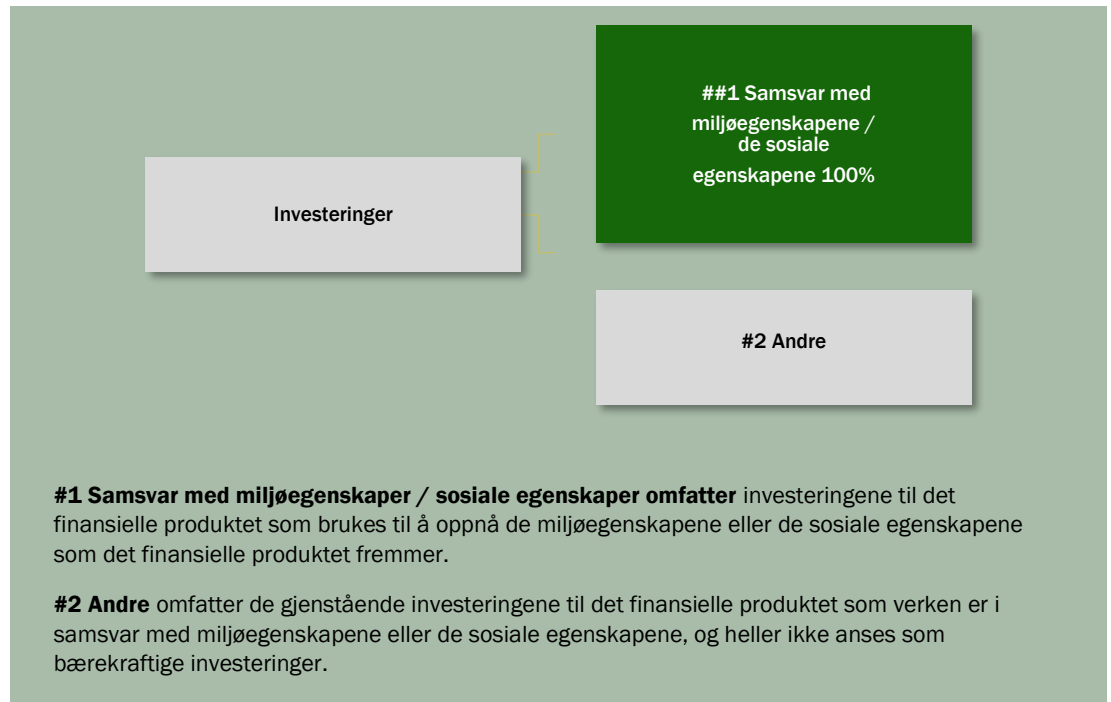 ##1 Samsvar med
miljøegenskapene /
de sosiale
egenskapene 100%
Investeringer
#2 Andre
#1 Samsvar med miljøegenskaper / sosiale egenskaper omfatter investeringene til det
finansielle produktet som brukes til å oppnå de miljøegenskapene eller de sosiale egenskapene
som det finansielle produktet fremmer.
#2 Andre omfatter de gjenstående investeringene til det finansielle produktet som verken er i
samsvar med miljøegenskapene eller de sosiale egenskapene, og heller ikke anses som
bærekraftige investeringer.